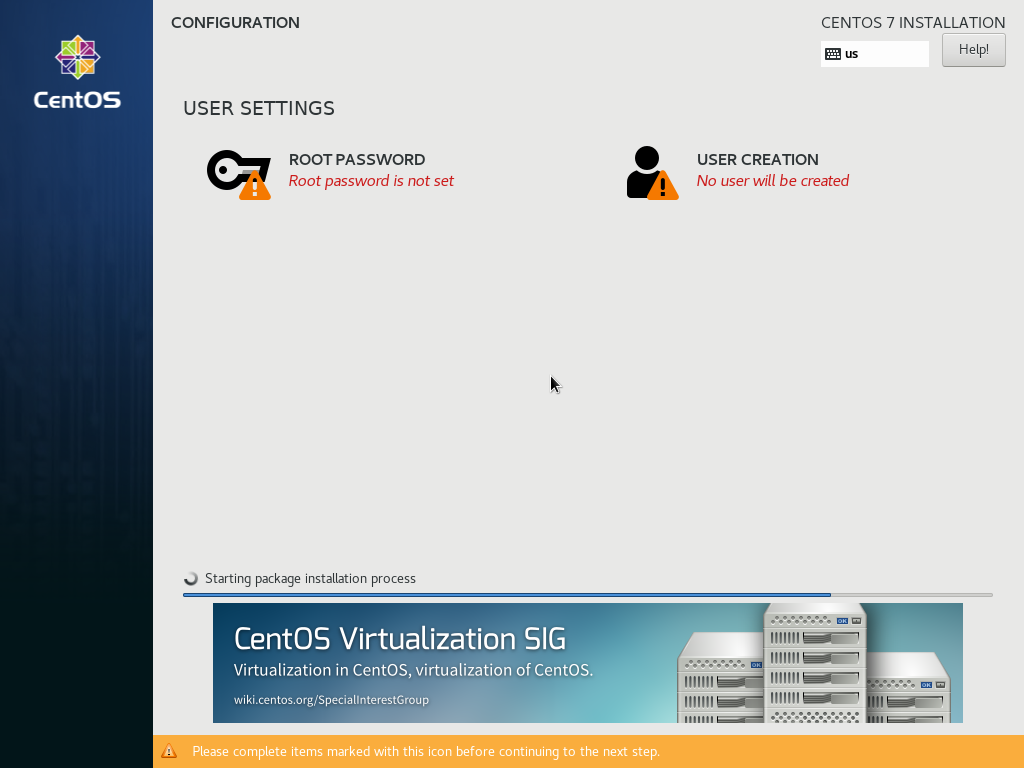 CentOS
CONFIGURATION
CENTOS 7 INSTALLATION
us
Help!
USER SETTINGS
ROOT PASSWORD
Root password is not set
USER CREATION
No user will be created
Starting package installation process
CentOS Virtualization SIG
Virtualization in CentOS, virtualization of CentOS.
wiki.centos.org/SpecialInterestGroup
Please complete items marked with this icon before continuing to the next step.